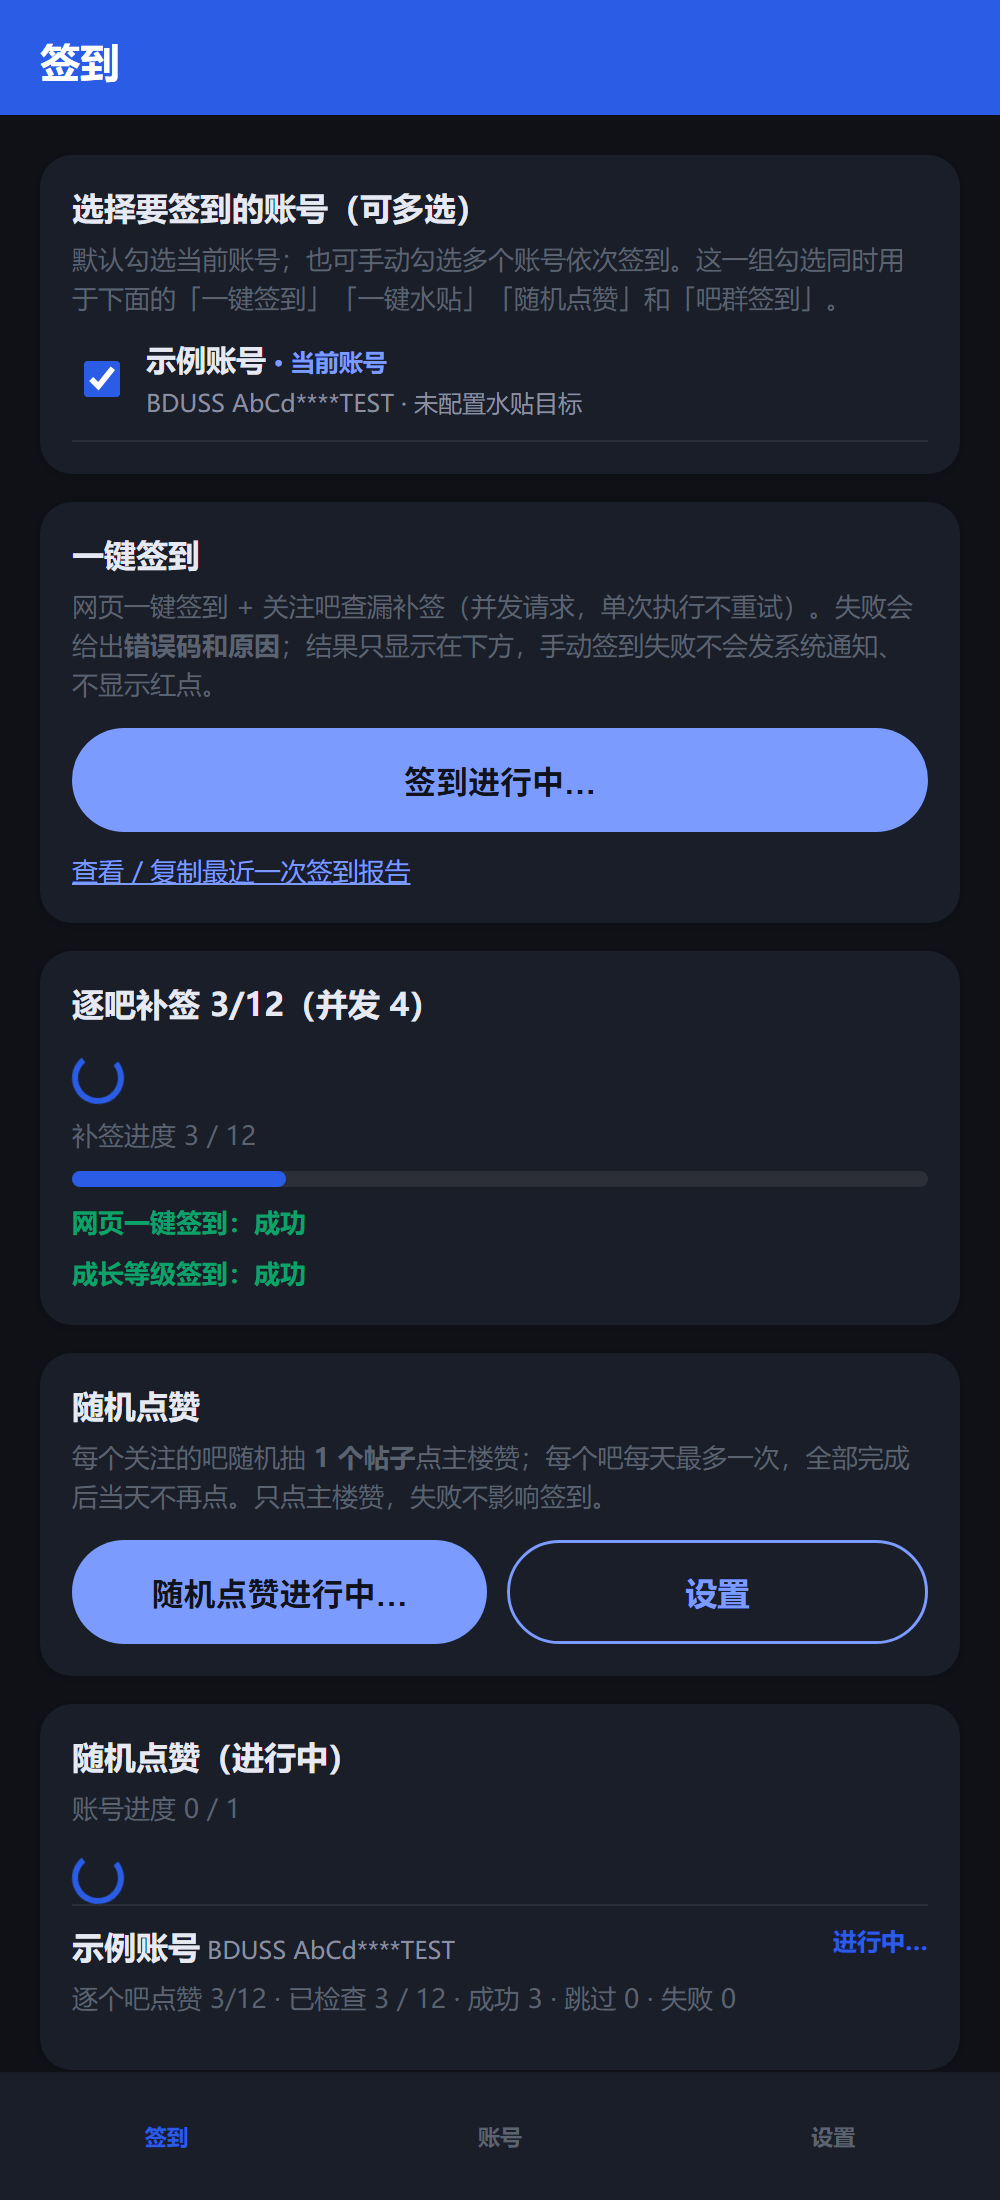 签到
选择要签到的账号（可多选）
默认勾选当前账号；也可手动勾选多个账号依次签到。这一组勾选同时用
于下面的「一键签到」「一键水贴」「随机点赞」和「吧群签到」。
示例账号 · 当前账号
BDUSS AbCd****TEST · 未配置水贴目标
一键签到
网页一键签到 + 关注吧查漏补签（并发请求，单次执行不重试）。失败会
给出错误码和原因；结果只显示在下方，手动签到失败不会发系统通知、
不显示红点。
签到进行中…
查看 / 复制最近一次签到报告
逐吧补签 3/12（并发 4）
补签进度 3 / 12
网页一键签到：成功
成长等级签到：成功
随机点赞
每个关注的吧随机抽 1 个帖子点主楼赞；每个吧每天最多一次，全部完成
后当天不再点。只点主楼赞，失败不影响签到。
随机点赞进行中… 设置
随机点赞（进行中）
账号进度 0 / 1
示例账号 BDUSS AbCd****TEST 进行中…
逐个吧点赞 3/12 · 已检查 3 / 12 · 成功 3 · 跳过 0 · 失败 0
签到 账号 设置